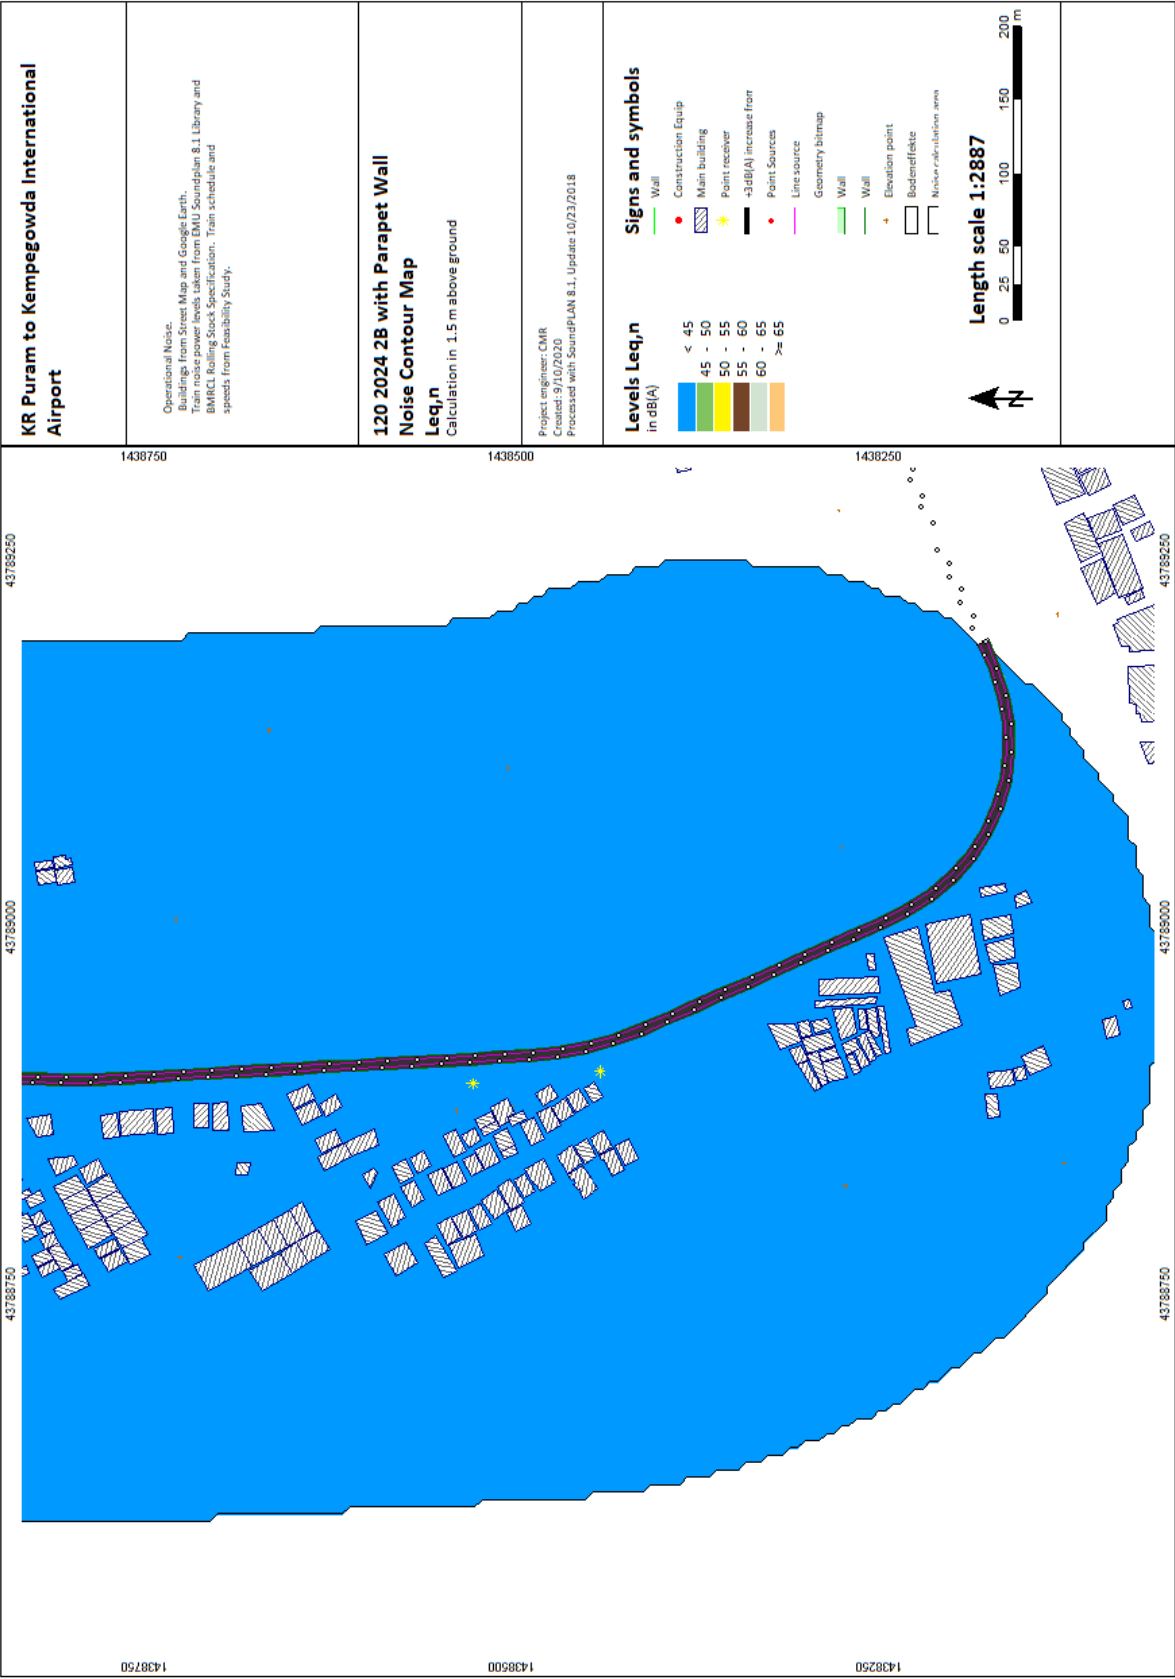 KR Puram to Kempegowda International
Airport
Operational Noise.
Buildings from Street Map and Google Earth.
Train noise power levels taken from EMU Soundplan 8.1 Library and
BMRCL Rolling Stock Specification. Train schedule and
speeds from Feasibility Study.
120 2024 2B with Parapet Wall
Noise Contour Map
Leq,n
Calculation in 1.5 m above ground
Project engineer: CMR
Created: 9/10/2020
Processed with SoundPLAN 8.1, Update 10/23/2018
Levels Leq,n
in dB(A)
< 45
45 - 50
50 - 55
55 - 60
60 - 65
>= 65
Signs and symbols
Wall
Construction Equip
Main building
Point receiver
+3dB(A) increase from
Point Sources
Line source
Geometry bitmap
Wall
Wall
Elevation point
Bodeneffekte
Noise calculation area
N
Length scale 1:2887
0 25 50 100 150 200
m
1438750
1438500
1438250
43789250
43789000
43788750
43789250
43789000
43788750
1438750
1438500
1438250